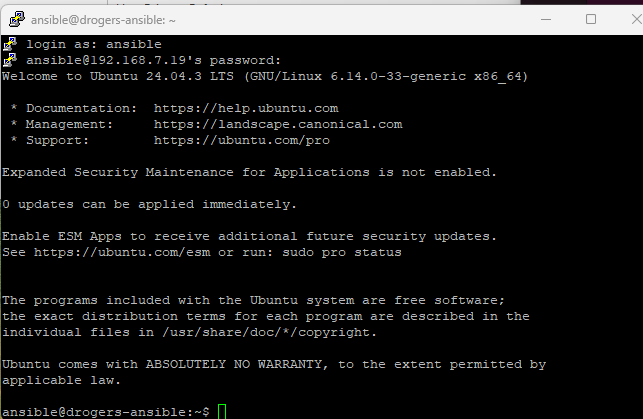 ansible@drogers-ansible: ~
login as: ansible
ansible@192.168.7.19's password:
Welcome to Ubuntu 24.04.3 LTS (GNU/Linux 6.14.0-33-generic x86_64)
* Documentation:  https://help.ubuntu.com
* Management:     https://landscape.canonical.com
* Support:        https://ubuntu.com/pro
Expanded Security Maintenance for Applications is not enabled.
0 updates can be applied immediately.
Enable ESM Apps to receive additional future security updates.
See https://ubuntu.com/esm or run: sudo pro status
The programs included with the Ubuntu system are free software;
the exact distribution terms for each program are described in the
individual files in /usr/share/doc/*/copyright.
Ubuntu comes with ABSOLUTELY NO WARRANTY, to the extent permitted by
applicable law.
ansible@drogers-ansible:~$